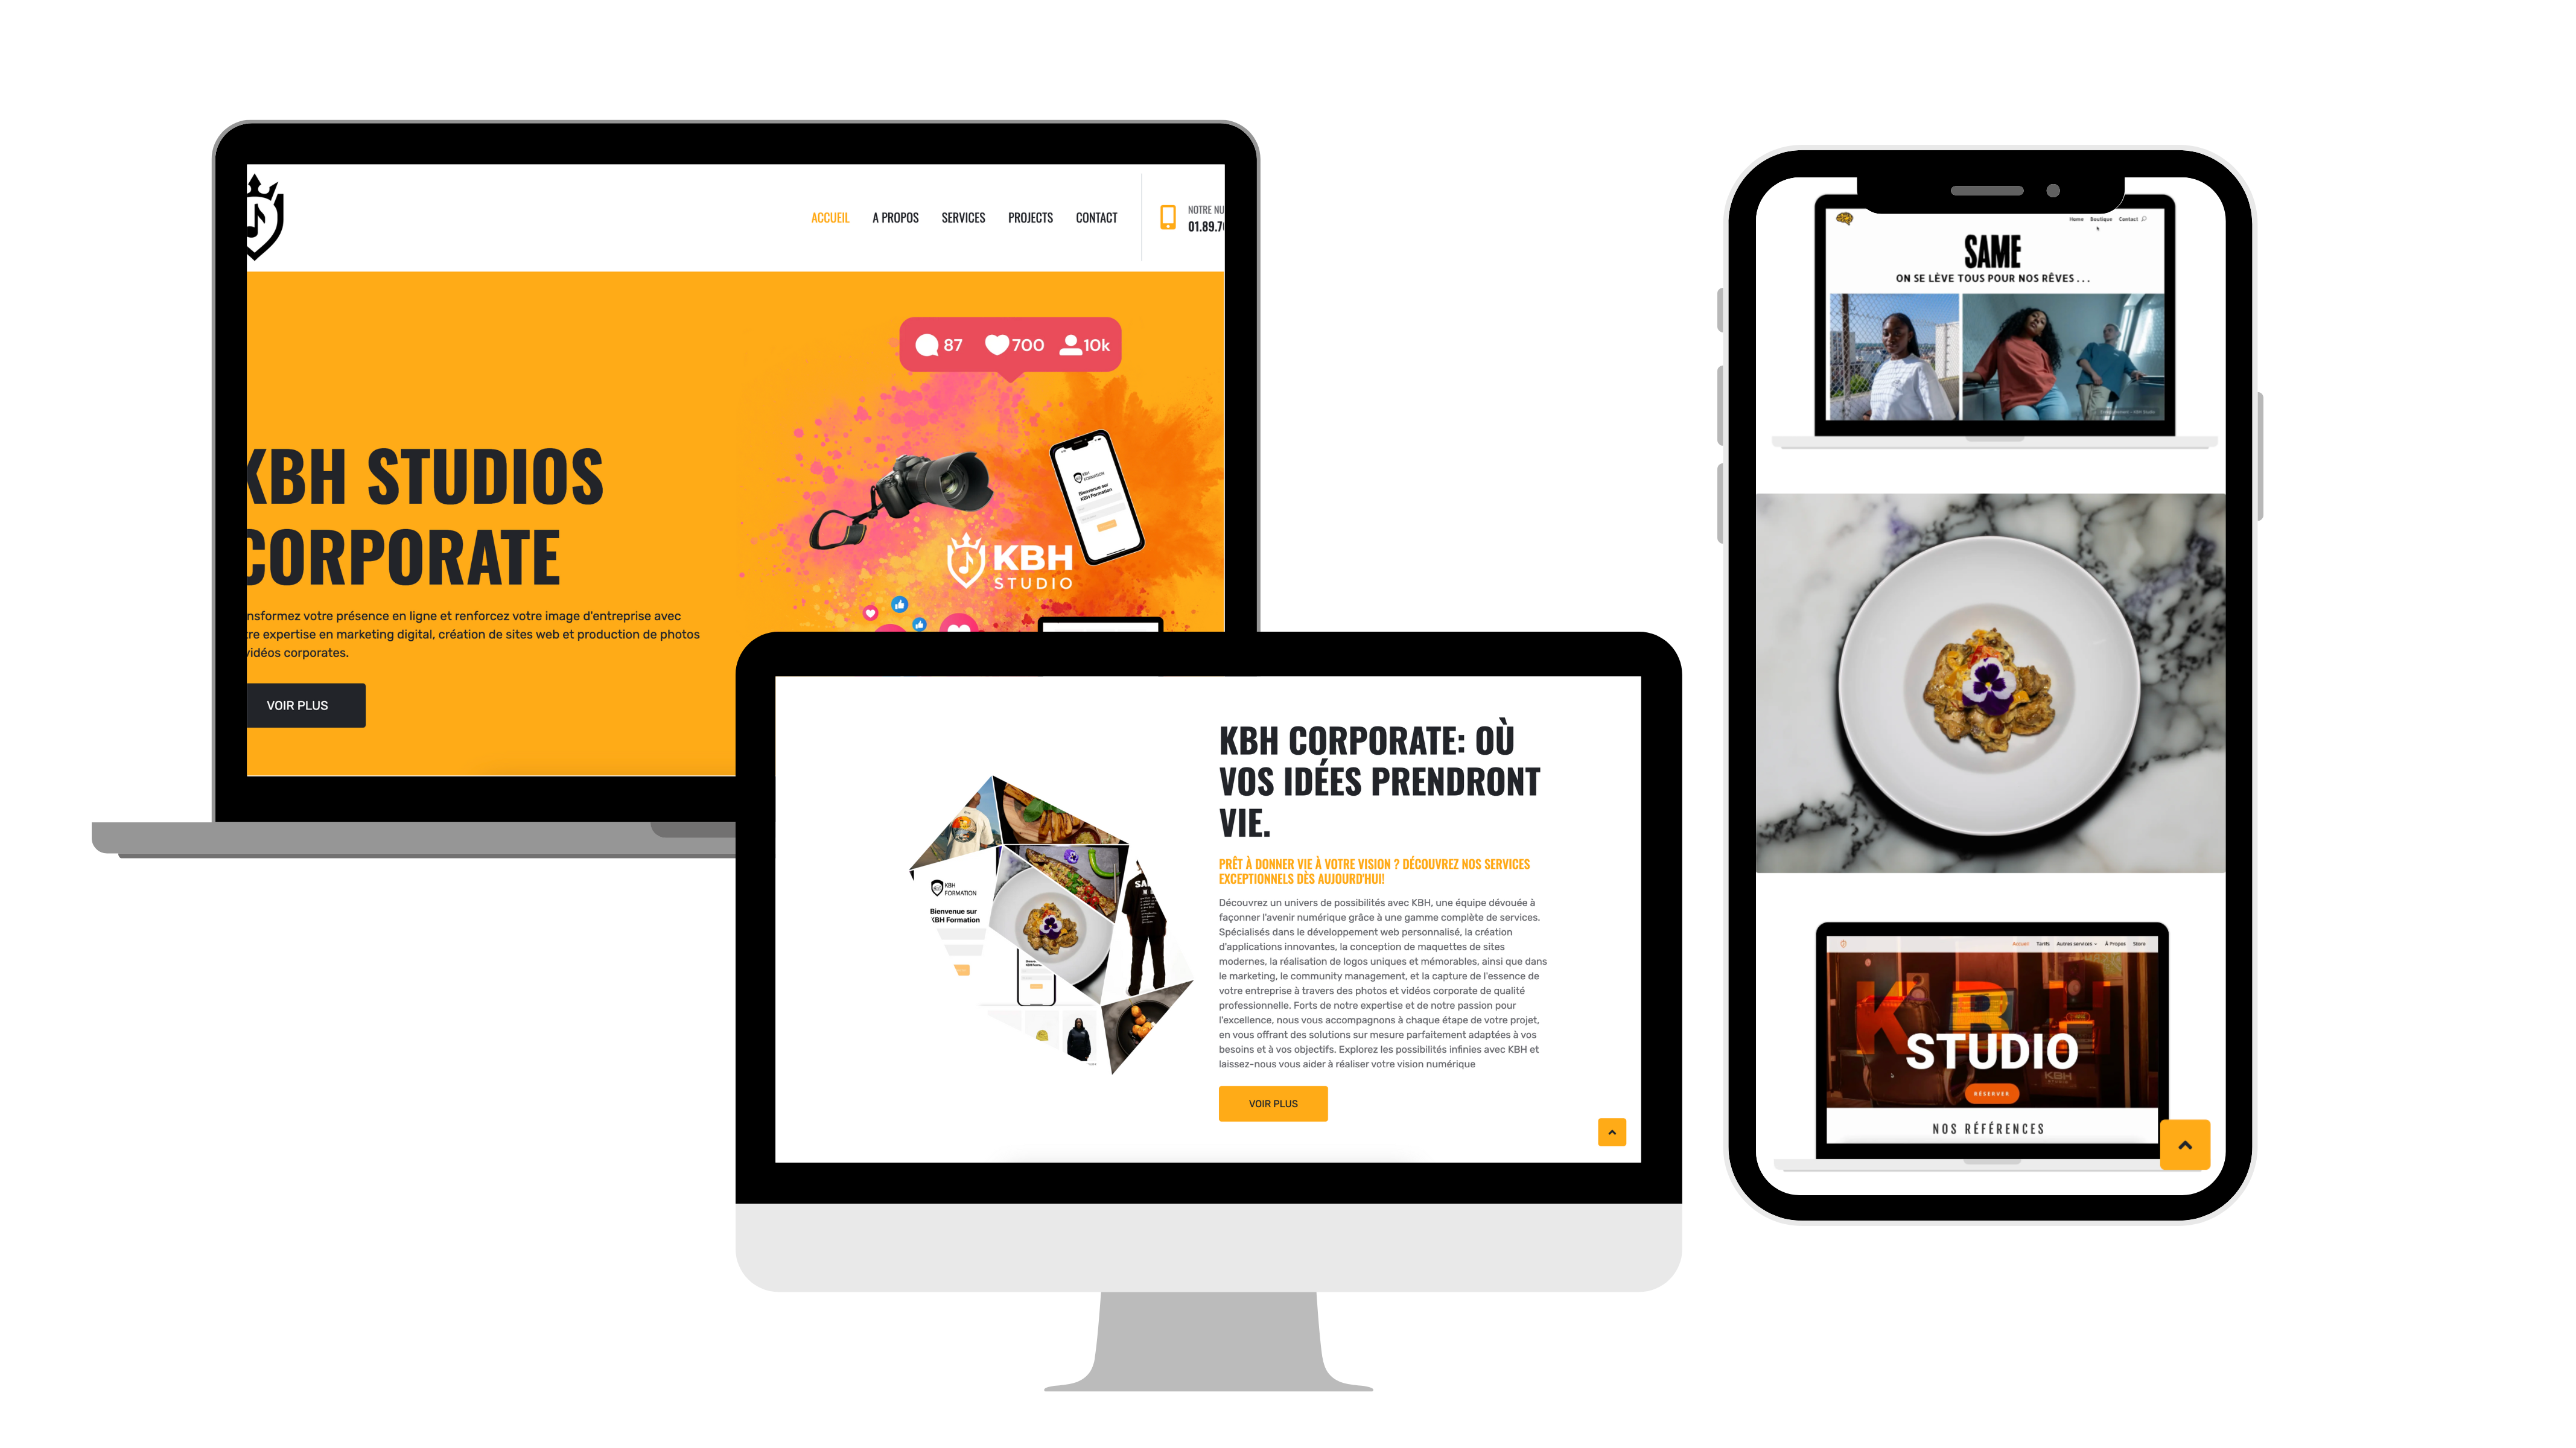 ACCUEIL A PROPOS SERVICES PROJECTS CONTACT
NOTRE NU
01.89.7
87 700 10k
KBH STUDIOS
CORPORATE
nsformez votre présence en ligne et renforcez votre image d'entreprise avec
re expertise en marketing digital, création de sites web et production de photos
vidéos corporates.
VOIR PLUS
KBH
FORMATION
Bienvenue sur
KBH Formation
KBH
STUDIO
KBH CORPORATE: OÙ
VOS IDÉES PRENDRONT
VIE.
PRÊT À DONNER VIE À VOTRE VISION ? DÉCOUVREZ NOS SERVICES
EXCEPTIONNELS DÈS AUJOURD'HUI!
Découvrez un univers de possibilités avec KBH, une équipe dévouée à
façonner l'avenir numérique grâce à une gamme complète de services.
Spécialisés dans le développement web personnalisé, la création
d'applications innovantes, la conception de maquettes de sites
modernes, la réalisation de logos uniques et mémorables, ainsi que dans
le marketing, le community management, et la capture de l'essence de
votre entreprise à travers des photos et vidéos corporate de qualité
professionnelle. Forts de notre expertise et de notre passion pour
l'excellence, nous vous accompagnons à chaque étape de votre projet,
en vous offrant des solutions sur mesure parfaitement adaptées à vos
besoins et à vos objectifs. Explorez les possibilités infinies avec KBH et
laissez-nous vous aider à réaliser votre vision numérique
VOIR PLUS
KBH
FORMATION
Bienvenue sur
KBH Formation
SA
Home Boutique Contact
SAME
ON SE LÈVE TOUS POUR NOS RÊVES . . .
Accueil Tarifs Autres services À Propos Store
KBH
STUDIO
KBH
RÉSERVER
NOS RÉFÉRENCES